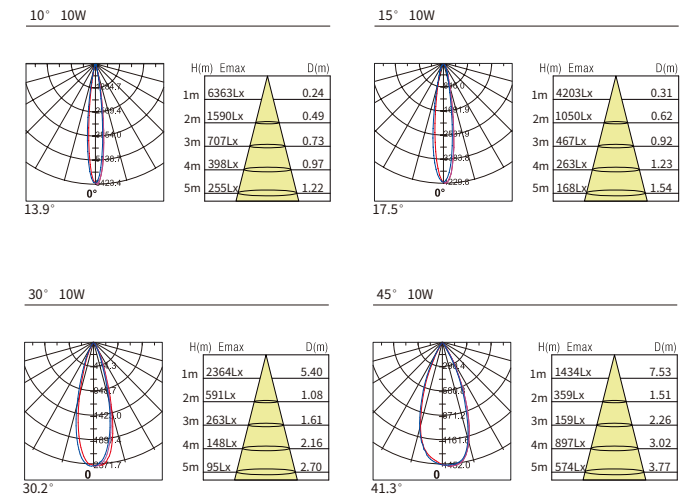 10° 10W
H(m) Emax D(m)
1m 6363Lx 0.24
2m 1590Lx 0.49
3m 707Lx 0.73
4m 398Lx 0.97
5m 255Lx 1.22
0°
13.9°
15° 10W
H(m) Emax D(m)
1m 4203Lx 0.31
2m 1050Lx 0.62
3m 467Lx 0.92
4m 263Lx 1.23
5m 168Lx 1.54
0°
17.5°
30° 10W
H(m) Emax D(m)
1m 2364Lx 5.40
2m 591Lx 1.08
3m 263Lx 1.61
4m 148Lx 2.16
5m 95Lx 2.70
0
30.2°
45° 10W
H(m) Emax D(m)
1m 1434Lx 7.53
2m 359Lx 1.51
3m 159Lx 2.26
4m 897Lx 3.02
5m 574Lx 3.77
0
41.3°